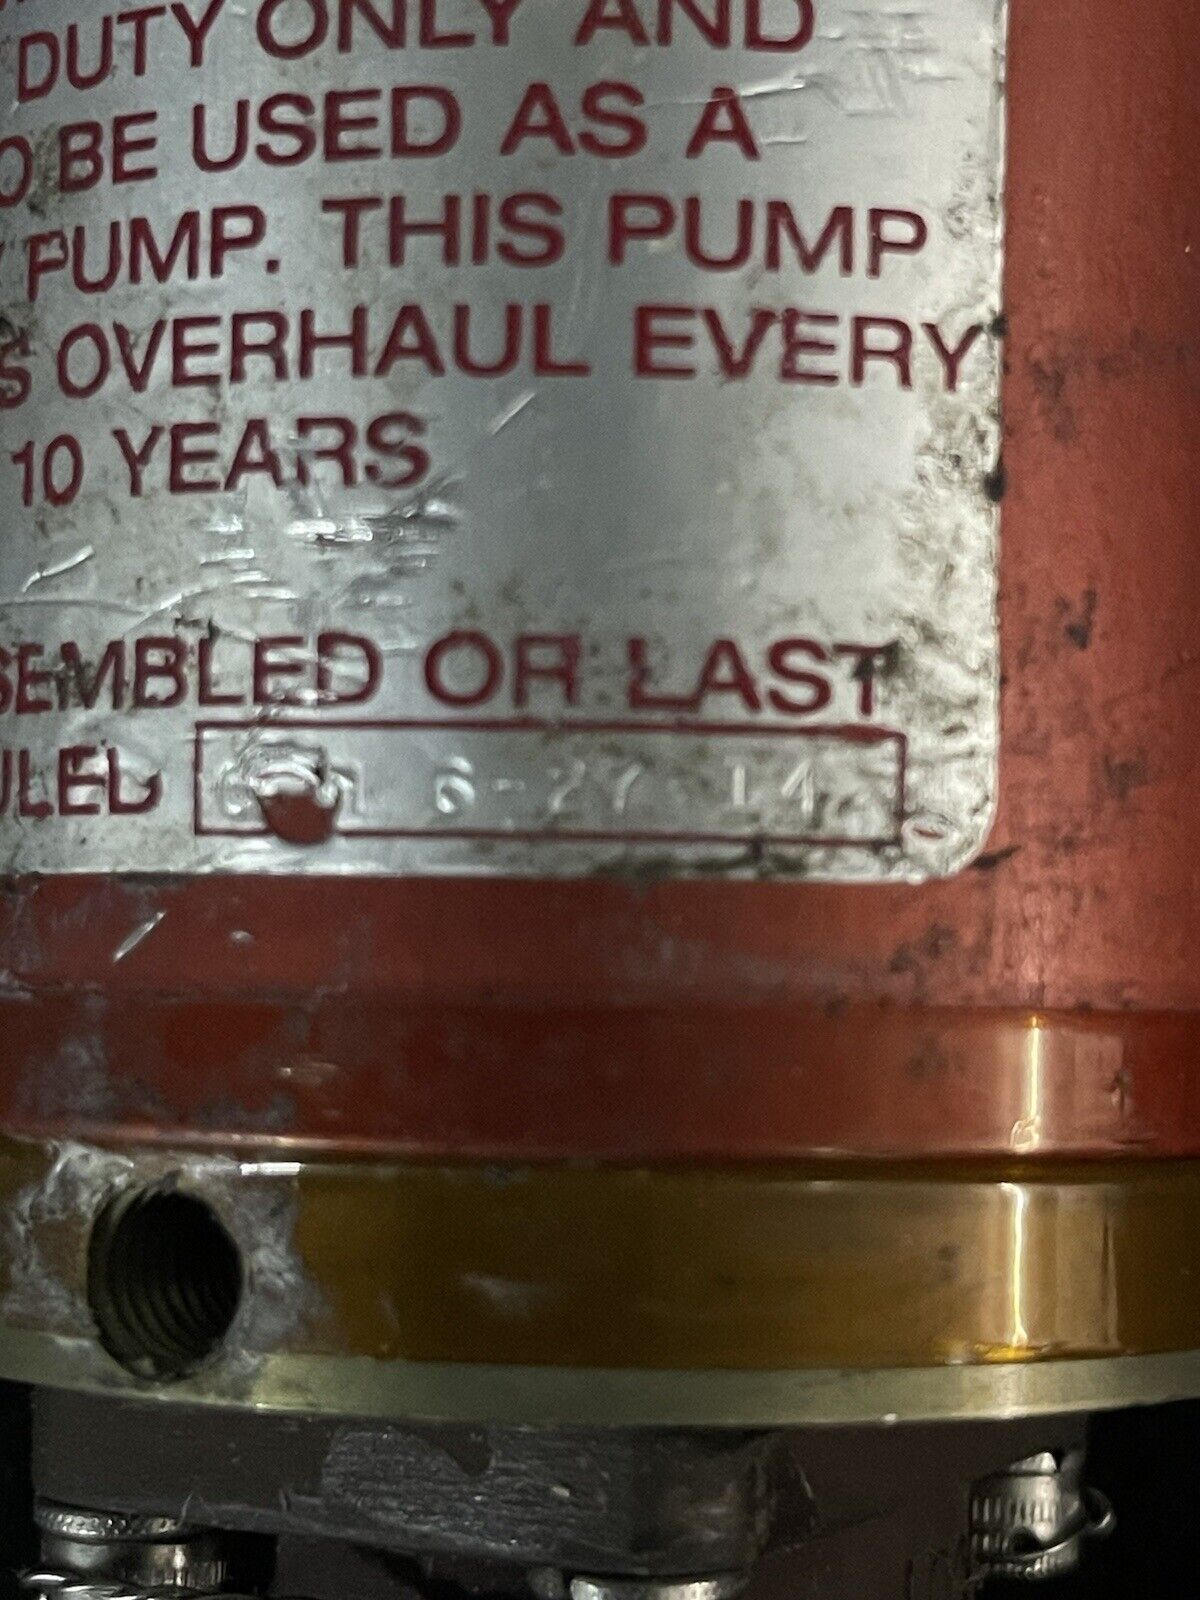 DUTY ONLY AND
O BE USED AS A
PUMP. THIS PUMP
S OVERHAUL EVERY
10 YEARS
SEMBLED OR LAST
ULED 6-27 14